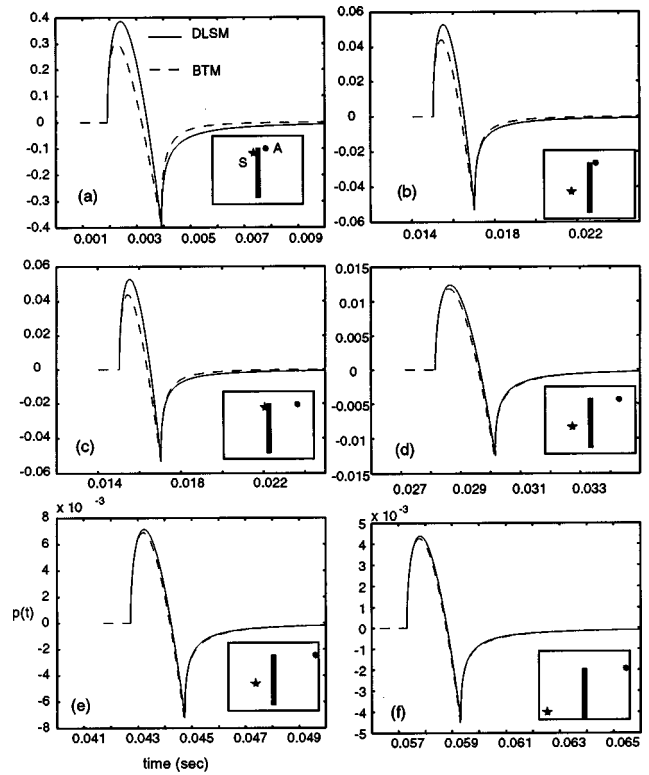 0.4
0.3
0.2
0.1
0
-0.1
-0.2
-0.3
-0.4
DLSM
BTM
S
A
(a)
0.001 0.003 0.005 0.007 0.009
0.06
0.04
0.02
0
-0.02
-0.04
-0.06
(b)
0.014 0.018 0.022
0.06
0.04
0.02
0
-0.02
-0.04
-0.06
(c)
0.014 0.018 0.022
0.015
0.01
0.005
0
-0.005
-0.01
-0.015
(d)
0.027 0.029 0.031 0.033
x 10 -3
8
6
4
2
p(t)
0
-2
-4
-6
-8
(e)
0.041 0.043 0.045 0.047 0.049
time (sec)
x 10 -3
5
4
3
2
1
0
-1
-2
-3
-4
-5
(f)
0.057 0.059 0.061 0.063 0.065